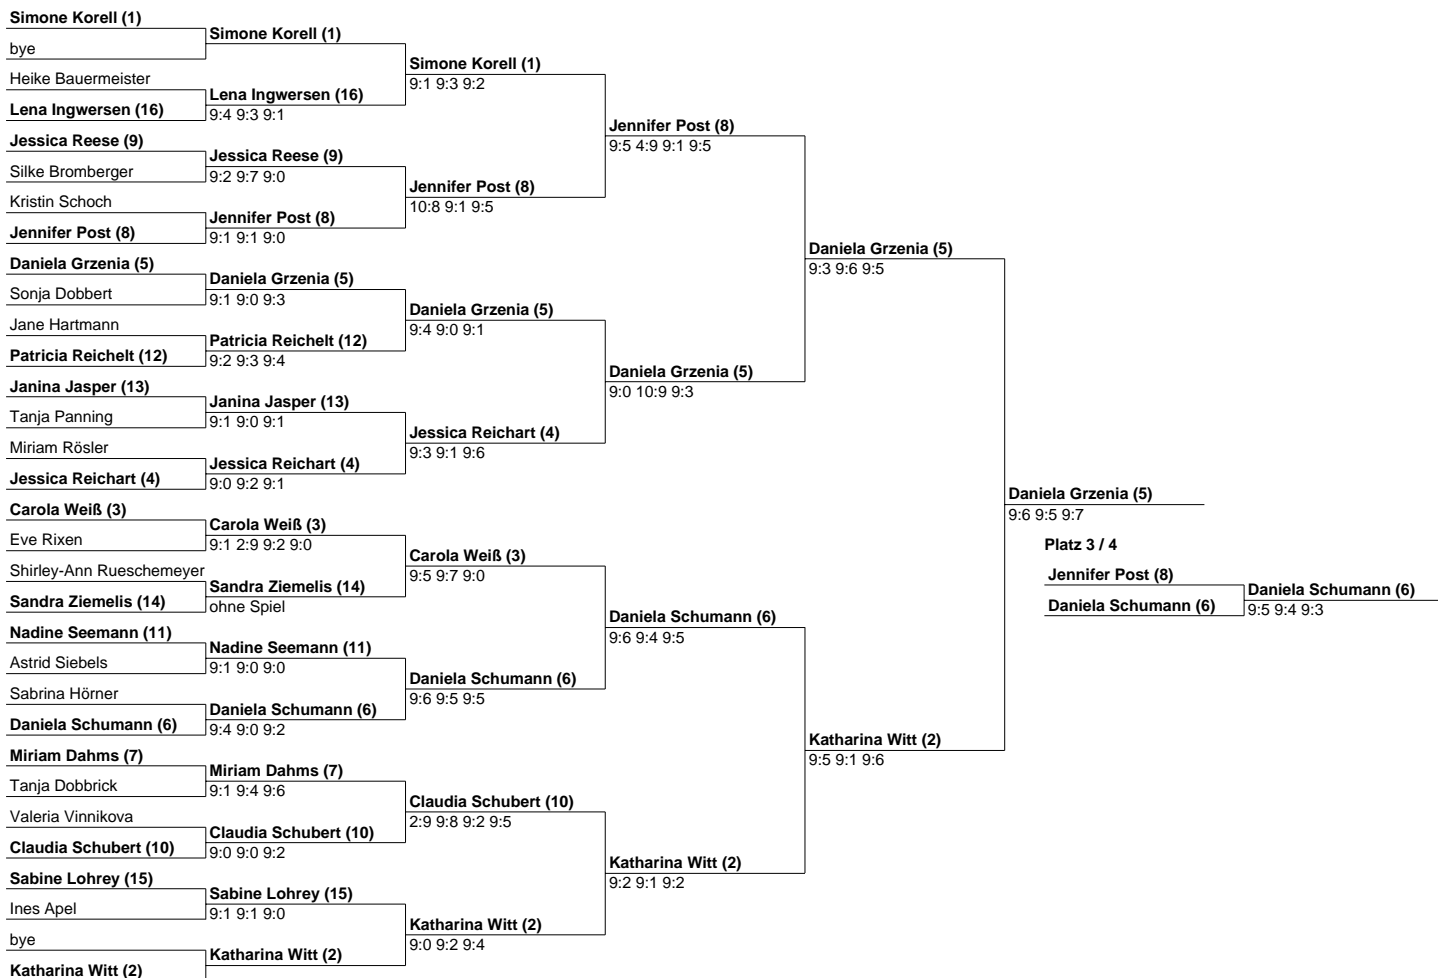 Simone Korell (1)
bye
Heike Bauermeister
Lena Ingwersen (16)
Jessica Reese (9)
Silke Bromberger
Kristin Schoch
Jennifer Post (8)
Daniela Grzenia (5)
Sonja Dobbert
Jane Hartmann
Patricia Reichelt (12)
Janina Jasper (13)
Tanja Panning
Miriam Rösler
Jessica Reichart (4)
Carola Weiß (3)
Eve Rixen
Shirley-Ann Rueschemeyer
Sandra Ziemelis (14)
Nadine Seemann (11)
Astrid Siebels
Sabrina Hörner
Daniela Schumann (6)
Miriam Dahms (7)
Tanja Dobbrick
Valeria Vinnikova
Claudia Schubert (10)
Sabine Lohrey (15)
Ines Apel
bye
Katharina Witt (2)
Simone Korell (1)
Lena Ingwersen (16)
9:4 9:3 9:1
Jessica Reese (9)
9:2 9:7 9:0
Jennifer Post (8)
9:1 9:1 9:0
Daniela Grzenia (5)
9:1 9:0 9:3
Patricia Reichelt (12)
9:2 9:3 9:4
Janina Jasper (13)
9:1 9:0 9:1
Jessica Reichart (4)
9:0 9:2 9:1
Carola Weiß (3)
9:1 2:9 9:2 9:0
Sandra Ziemelis (14)
ohne Spiel
Nadine Seemann (11)
9:1 9:0 9:0
Daniela Schumann (6)
9:4 9:0 9:2
Miriam Dahms (7)
9:1 9:4 9:6
Claudia Schubert (10)
9:0 9:0 9:2
Sabine Lohrey (15)
9:1 9:1 9:0
Katharina Witt (2)
Simone Korell (1)
9:1 9:3 9:2
Jennifer Post (8)
10:8 9:1 9:5
Daniela Grzenia (5)
9:4 9:0 9:1
Jessica Reichart (4)
9:3 9:1 9:6
Carola Weiß (3)
9:5 9:7 9:0
Daniela Schumann (6)
9:6 9:5 9:5
Claudia Schubert (10)
2:9 9:8 9:2 9:5
Katharina Witt (2)
9:0 9:2 9:4
Jennifer Post (8)
9:5 4:9 9:1 9:5
Daniela Grzenia (5)
9:0 10:9 9:3
Daniela Schumann (6)
9:6 9:4 9:5
Katharina Witt (2)
9:2 9:1 9:2
Daniela Grzenia (5)
9:3 9:6 9:5
Katharina Witt (2)
9:5 9:1 9:6
Daniela Grzenia (5)
9:6 9:5 9:7
Platz 3 / 4
Jennifer Post (8)
Daniela Schumann (6)
Daniela Schumann (6)
9:5 9:4 9:3